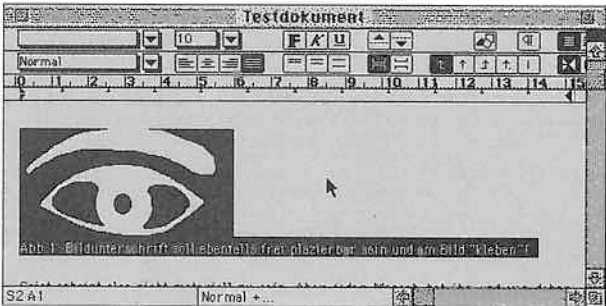 Testdokument
10 F K U ¶
Normal
0 1 2 3 4 5 6 7 8 9 10 11 12 13 14 15
Abb 1: Bildunterschrift soll ebenfalls frei plazierbar sein und am Bild "kleben"!
S2 A1 Normal +...